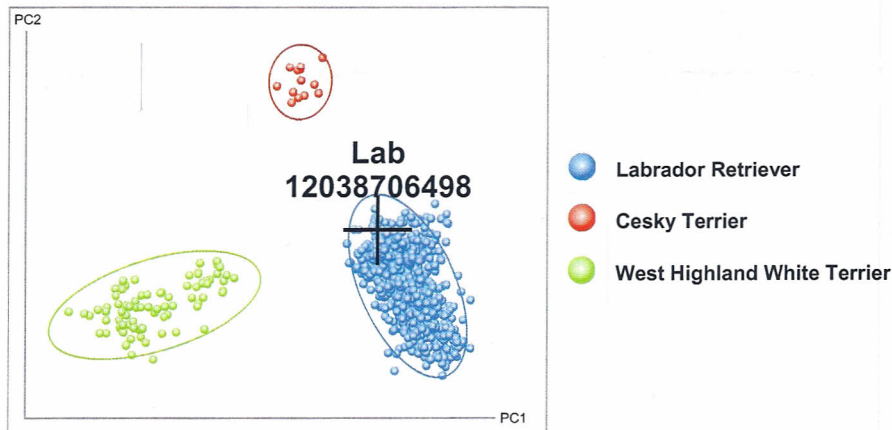 PC2
Lab
12038706498
PC1
Labrador Retriever
Cesky Terrier
West Highland White Terrier